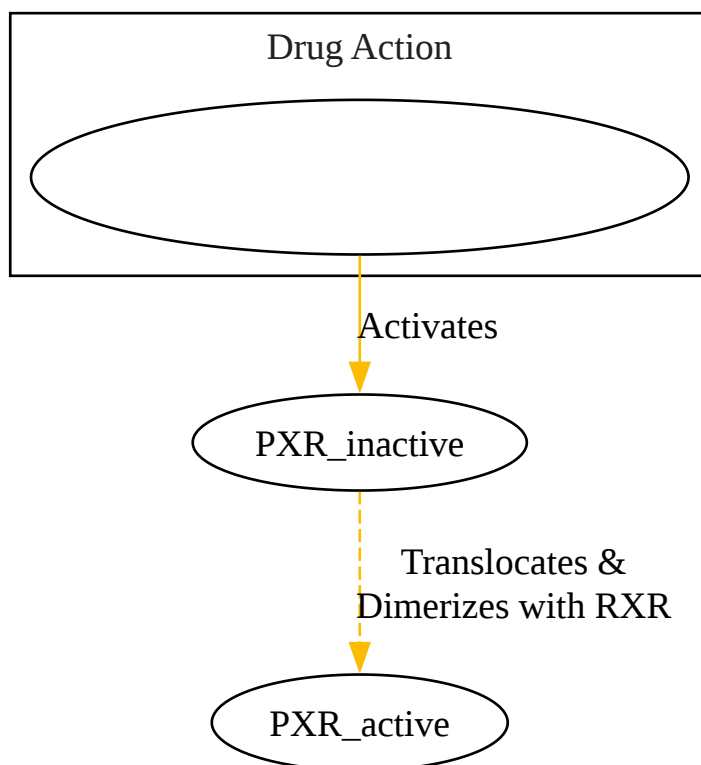 Drug Action
Activates
PXR_inactive
Translocates &
Dimerizes with RXR
PXR_active